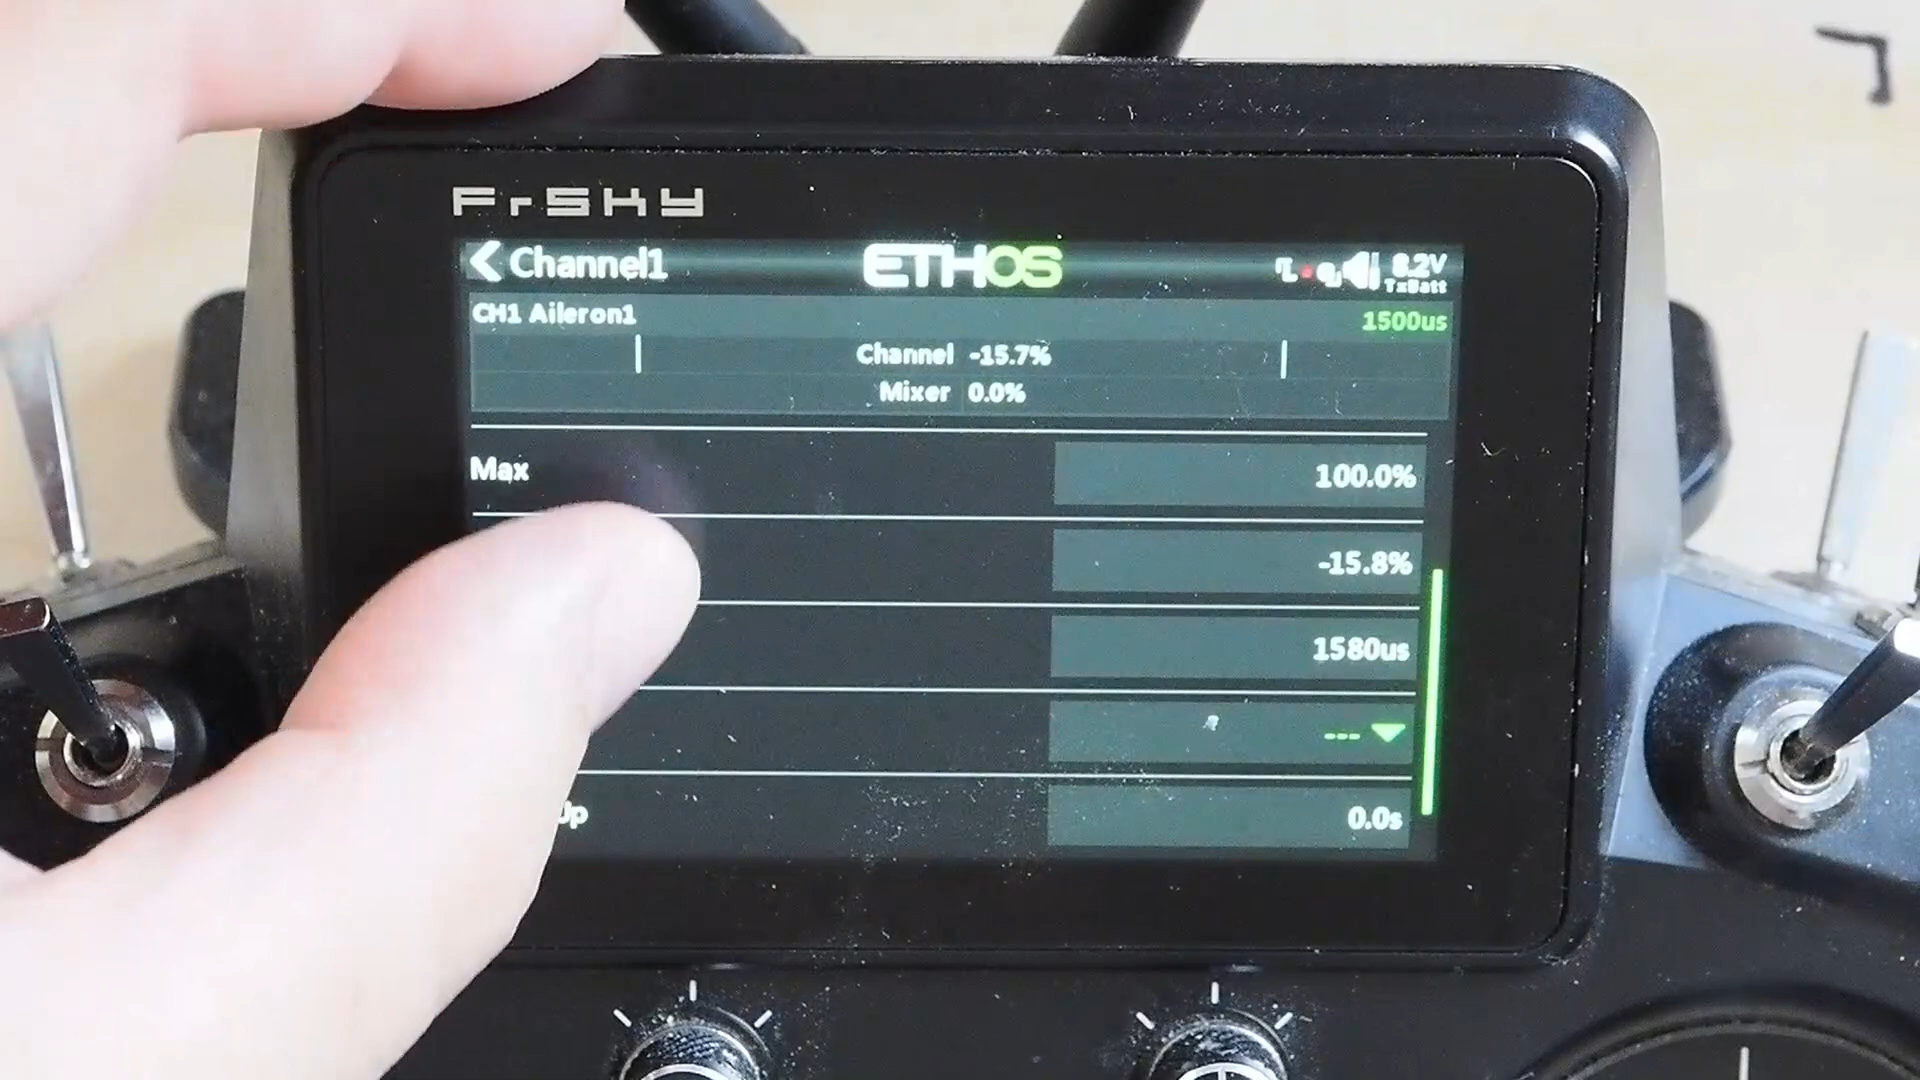 FrSKY
Channel1
ETHOS
8.2V
TxBatt
CH1 Aileron1
1500us
Channel -15.7%
Mixer 0.0%
Max
100.0%
-15.8%
1580us
---
Up
0.0s